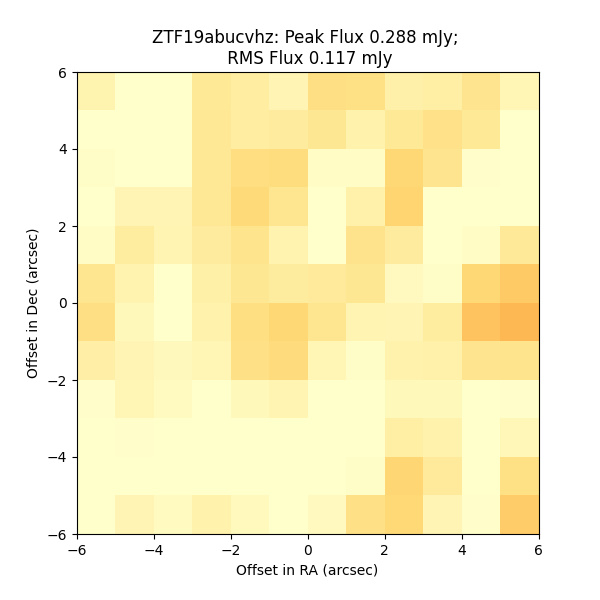 ZTF19abucvhz: Peak Flux 0.288 mJy;
RMS Flux 0.117 mJy
6
4
2
0
−2
−4
−6
Offset in Dec (arcsec)
−6 −4 −2 0 2 4 6
Offset in RA (arcsec)